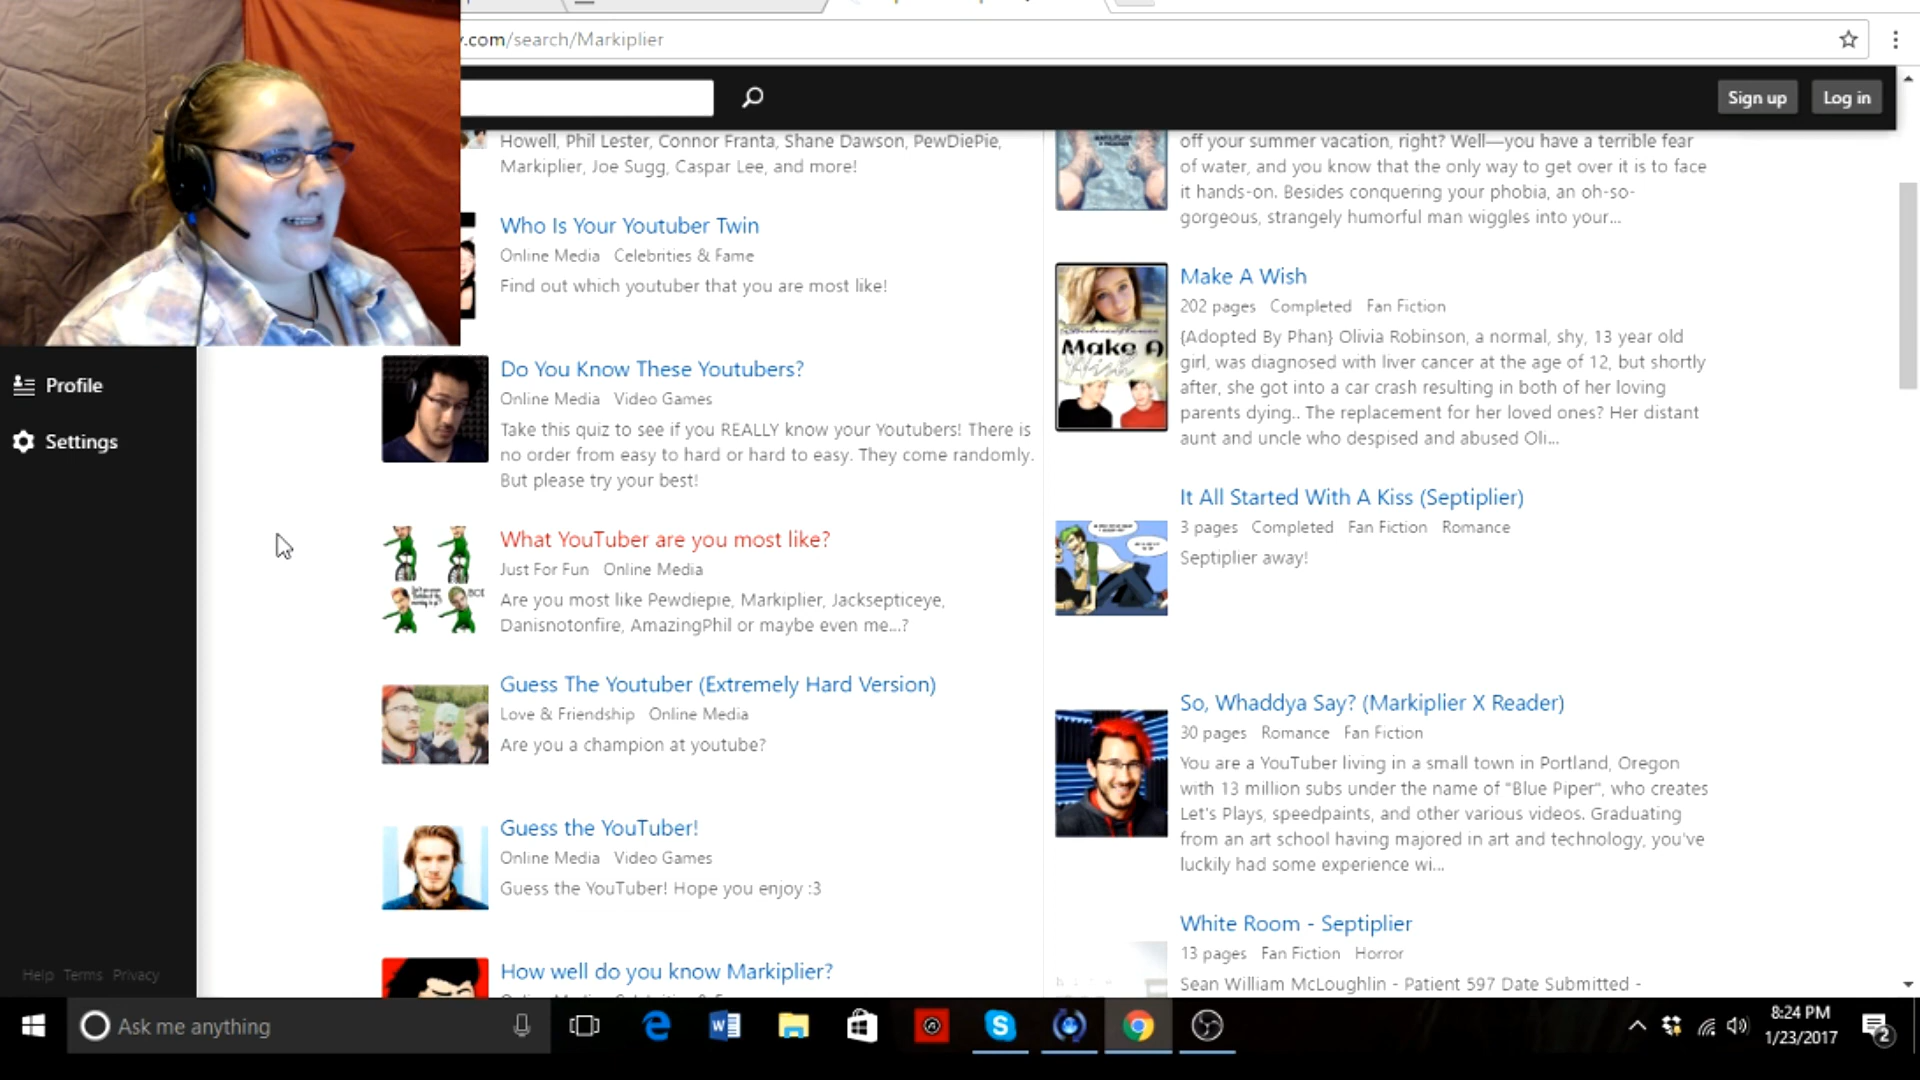 .com/search/Markiplier
Sign up
Log in
Howell, Phil Lester, Connor Franta, Shane Dawson, PewDiePie,
Markiplier, Joe Sugg, Caspar Lee, and more!
Who Is Your Youtuber Twin
Online Media Celebrities & Fame
Find out which youtuber that you are most like!
Do You Know These Youtubers?
Online Media Video Games
Take this quiz to see if you REALLY know your Youtubers! There is
no order from easy to hard or hard to easy. They come randomly.
But please try your best!
What YouTuber are you most like?
Just For Fun Online Media
Are you most like Pewdiepie, Markiplier, Jacksepticeye,
Danisnotonfire, AmazingPhil or maybe even me...?
Guess The Youtuber (Extremely Hard Version)
Love & Friendship Online Media
Are you a champion at youtube?
Guess the YouTuber!
Online Media Video Games
Guess the YouTuber! Hope you enjoy :3
How well do you know Markiplier?
off your summer vacation, right? Well—you have a terrible fear
of water, and you know that the only way to get over it is to face
it hands-on. Besides conquering your phobia, an oh-so-
gorgeous, strangely humorful man wiggles into your...
Make A
Make A Wish
202 pages Completed Fan Fiction
{Adopted By Phan} Olivia Robinson, a normal, shy, 13 year old
girl, was diagnosed with liver cancer at the age of 12, but shortly
after, she got into a car crash resulting in both of her loving
parents dying.. The replacement for her loved ones? Her distant
aunt and uncle who despised and abused Oli...
It All Started With A Kiss (Septiplier)
3 pages Completed Fan Fiction Romance
Septiplier away!
So, Whaddya Say? (Markiplier X Reader)
30 pages Romance Fan Fiction
You are a YouTuber living in a small town in Portland, Oregon
with 13 million subs under the name of "Blue Piper", who creates
Let's Plays, speedpaints, and other various videos. Graduating
from an art school having majored in art and technology, you've
luckily had some experience wi...
White Room - Septiplier
13 pages Fan Fiction Horror
Sean William McLoughlin - Patient 597 Date Submitted -
Profile
Settings
Help Terms Privacy
Ask me anything
8:24 PM
1/23/2017
2